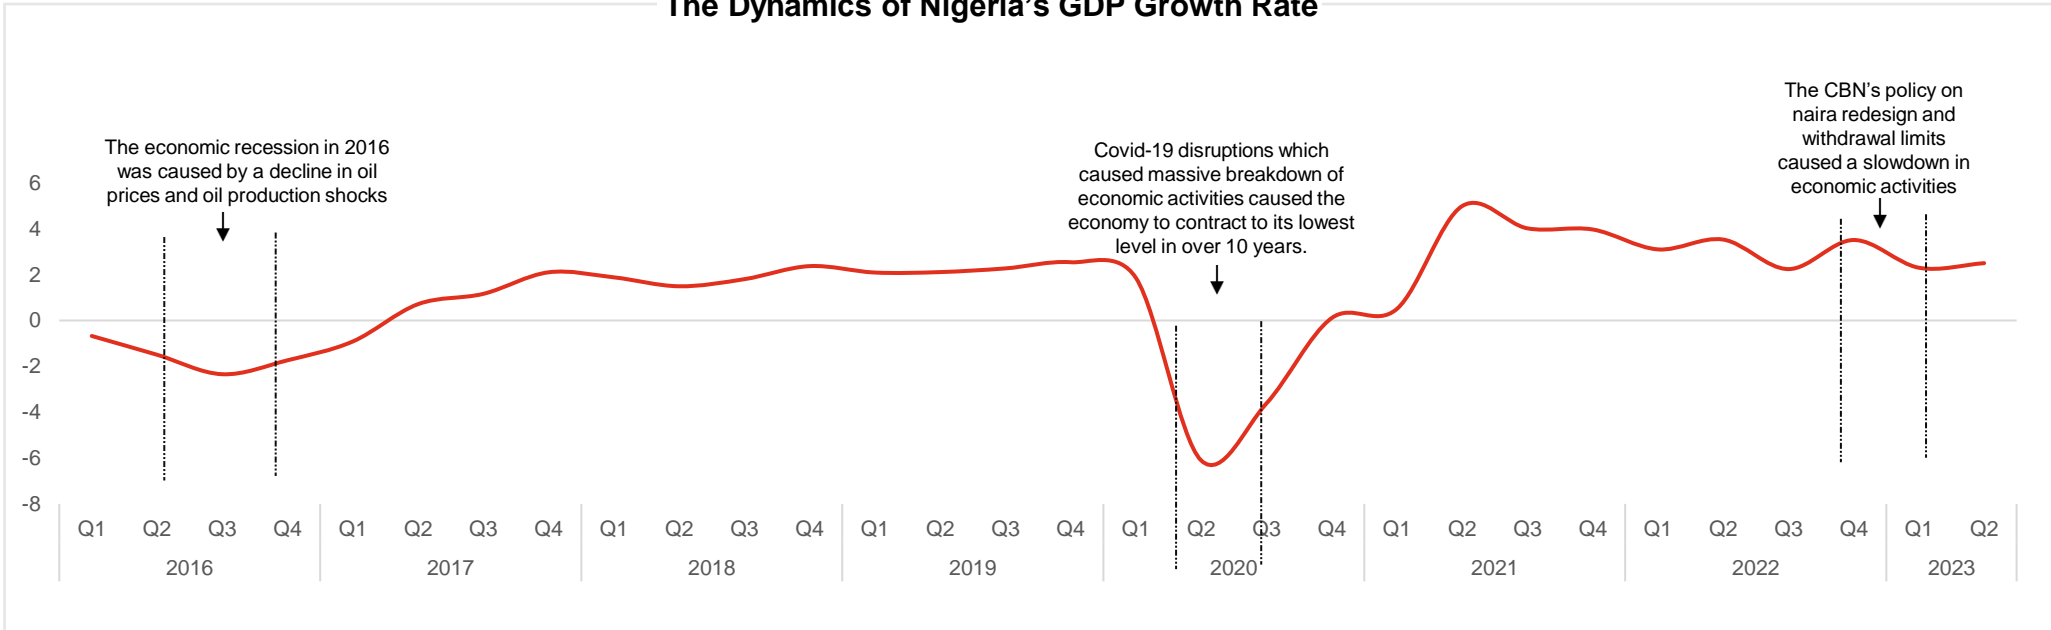 The Dynamics of Nigeria's GDP Growth Rate
The economic recession in 2016
was caused by a decline in oil
prices and oil production shocks
Covid-19 disruptions which
caused massive breakdown of
economic activities caused the
economy to contract to its lowest
level in over 10 years.
The CBN's policy on
naira redesign and
withdrawal limits
caused a slowdown in
economic activities
6
4
2
0
-2
-4
-6
-8
Q1 Q2 Q3 Q4 Q1 Q2 Q3 Q4 Q1 Q2 Q3 Q4 Q1 Q2 Q3 Q4 Q1 Q2 Q3 Q4 Q1 Q2 Q3 Q4 Q1 Q2 Q3 Q4 Q1 Q2
2016 2017 2018 2019 2020 2021 2022 2023